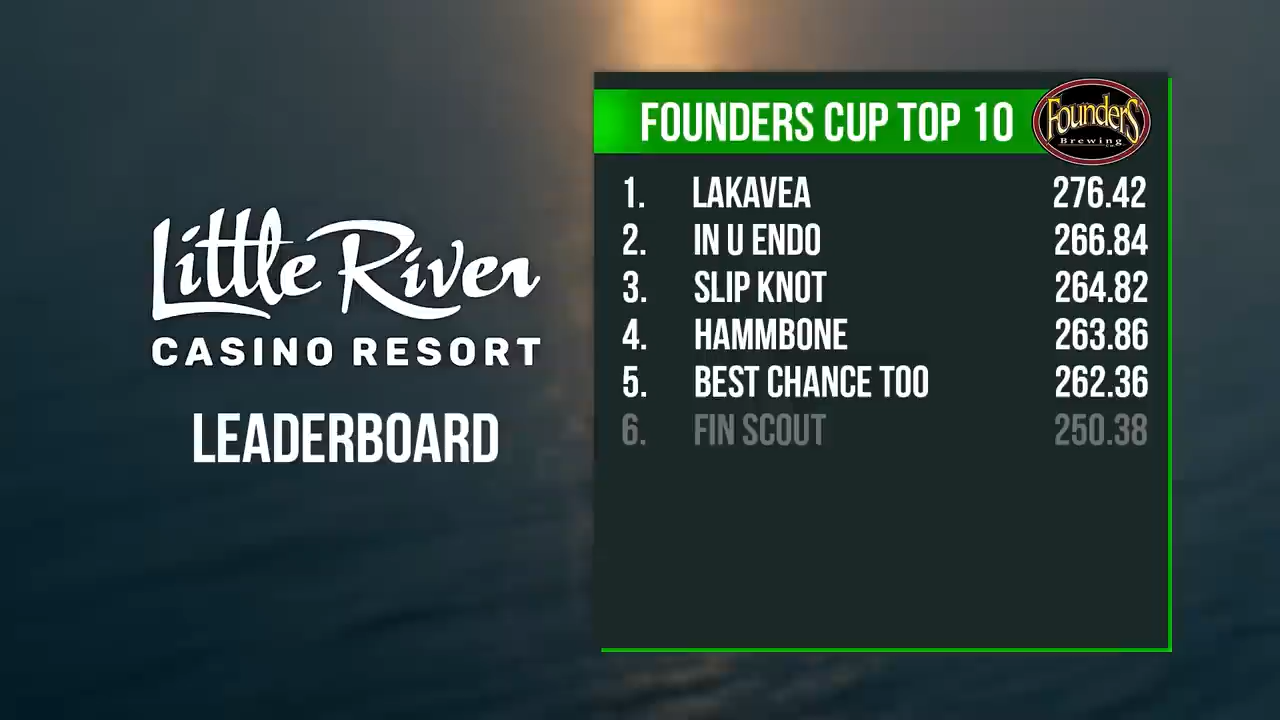 Little River
CASINO RESORT
LEADERBOARD
FOUNDERS CUP TOP 10
Founders
Brewing
1. LAKAVEA 276.42
2. IN U ENDO 266.84
3. SLIP KNOT 264.82
4. HAMMBONE 263.86
5. BEST CHANCE TOO 262.36
6. FIN SCOUT 250.38